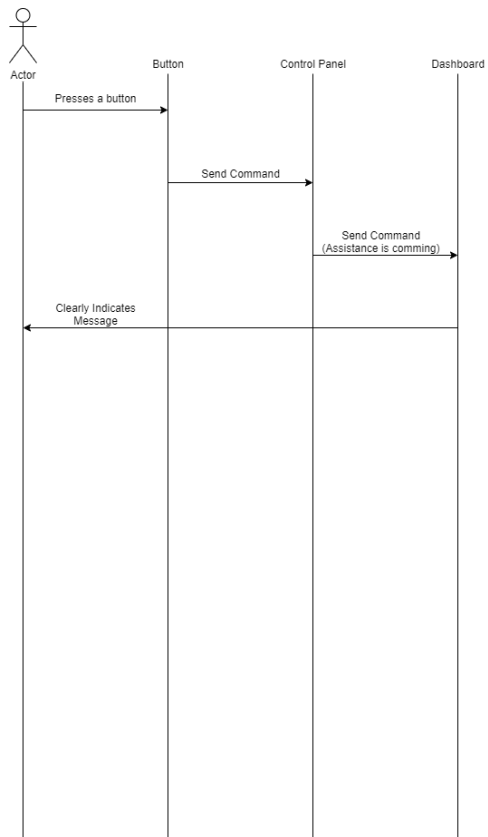 Actor
Button
Control Panel
Dashboard
Presses a button
Send Command
Send Command
(Assistance is comming)
Clearly Indicates
Message